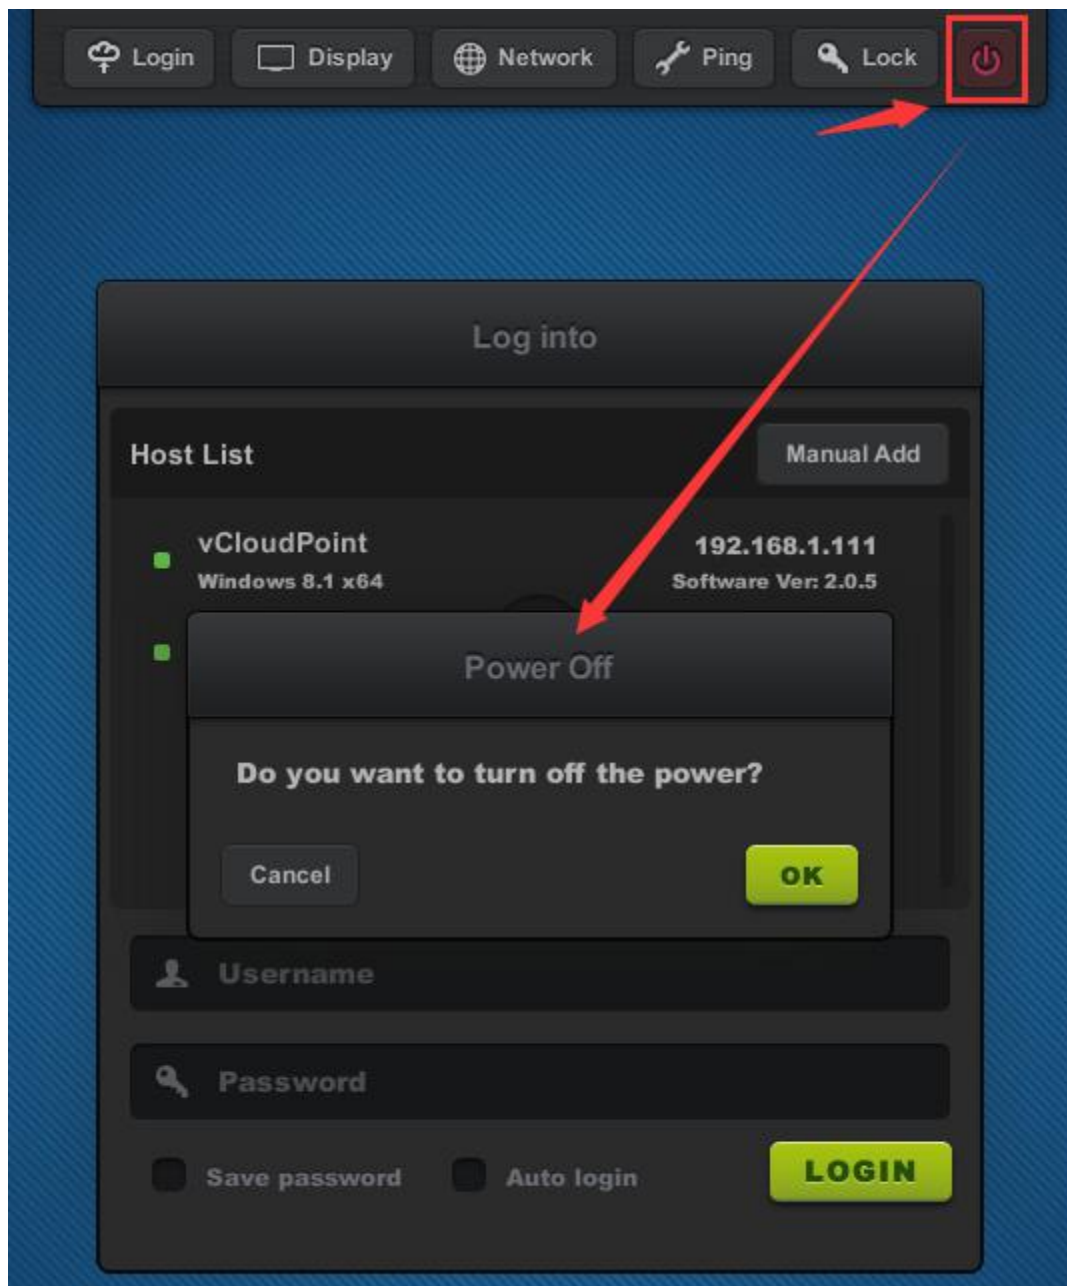 Login Display Network Ping Lock
Log into
Host List Manual Add
vCloudPoint 192.168.1.111
Windows 8.1 x64 Software Ver: 2.0.5
Power Off
Do you want to turn off the power?
Cancel OK
Username
Password
Save password Auto login LOGIN